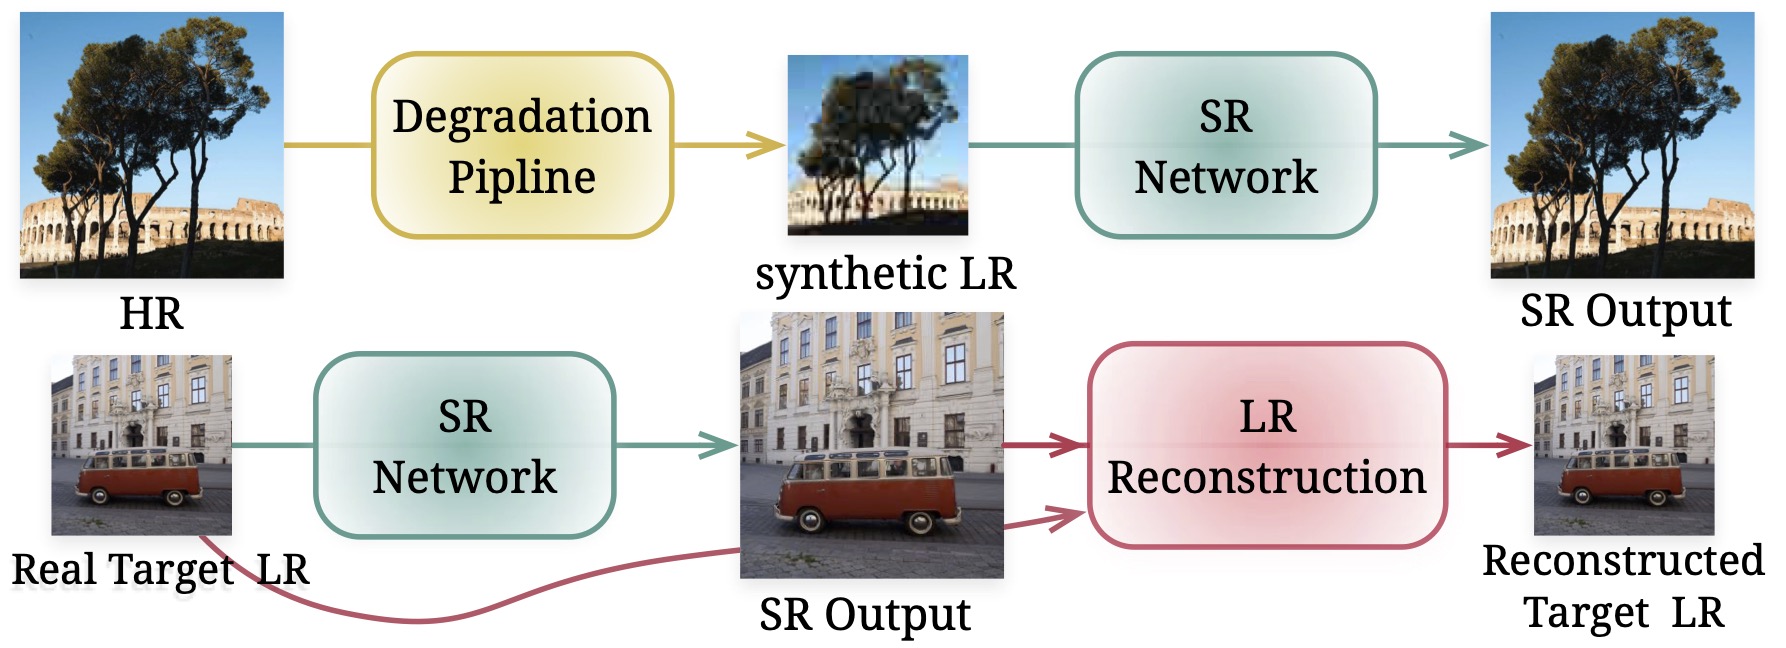 Degradation
Pipline
SR
Network
HR
synthetic LR
SR Output
SR
Network
LR
Reconstruction
Real Target LR
SR Output
Reconstructed
Target LR